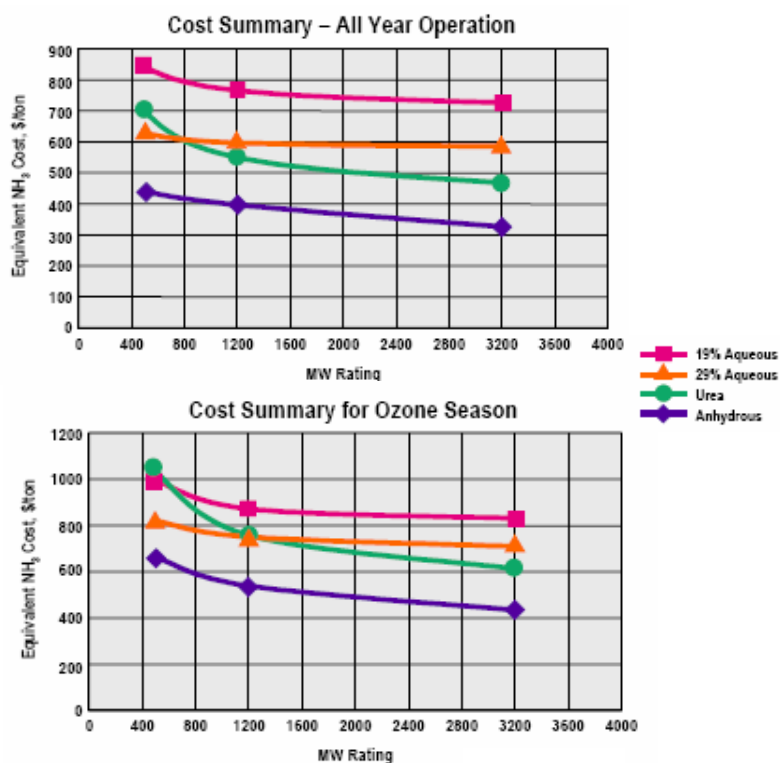 Cost Summary – All Year Operation
Equivalent NH₃ Cost, $/ton
900
800
700
600
500
400
300
200
100
0
0 400 800 1200 1600 2000 2400 2800 3200 3600 4000
MW Rating
19% Aqueous
29% Aqueous
Urea
Anhydrous
Cost Summary for Ozone Season
Equivalent NH₃ Cost, $/ton
1200
1000
800
600
400
200
0
0 400 800 1200 1600 2000 2400 2800 3200 3600 4000
MW Rating